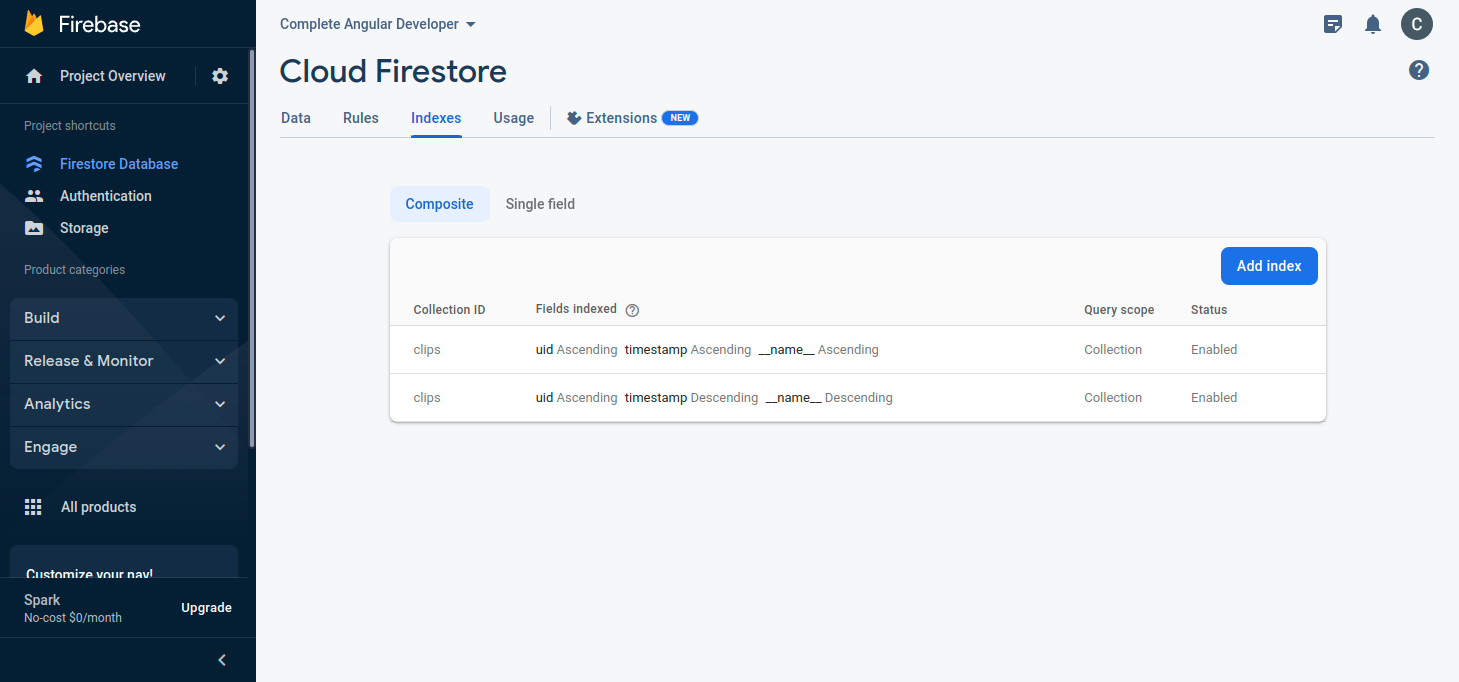 Firebase
Project Overview
Project shortcuts
Firestore Database
Authentication
Storage
Product categories
Build
Release & Monitor
Analytics
Engage
All products
Customize your nav!
Spark
No-cost $0/month
Upgrade
Complete Angular Developer
C
Cloud Firestore
?
Data Rules Indexes Usage Extensions NEW
Composite Single field
Add index
Collection ID Fields indexed ? Query scope Status
clips uid Ascending timestamp Ascending __name__ Ascending Collection Enabled
clips uid Ascending timestamp Descending __name__ Descending Collection Enabled